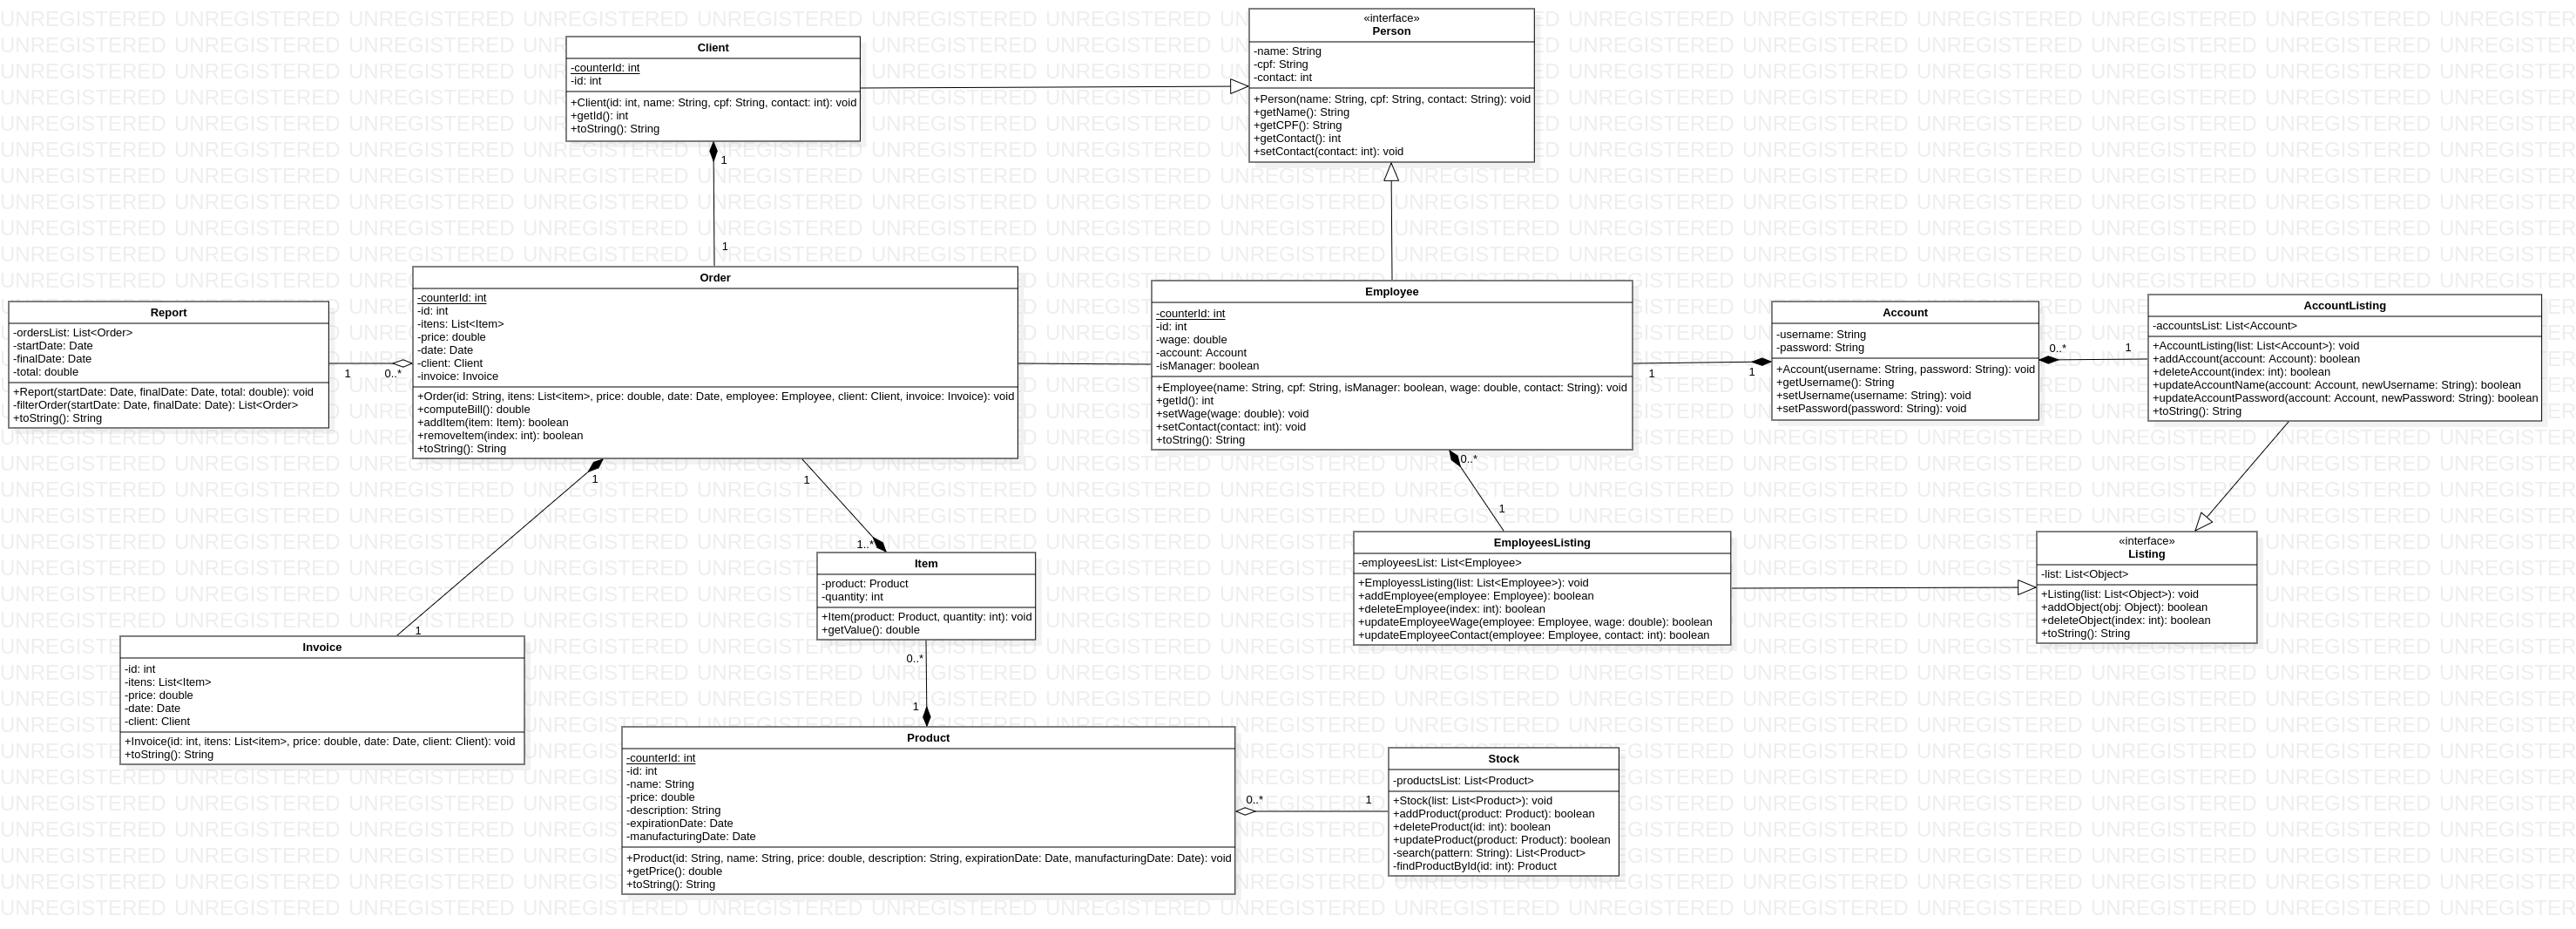 UNREGISTERED
Client
-counterId: int
-id: int
+Client(id: int, name: String, cpf: String, contact: int): void
+getId(): int
+toString(): String
«interface»
Person
-name: String
-cpf: String
-contact: int
+Person(name: String, cpf: String, contact: String): void
+getName(): String
+getCPF(): String
+getContact(): int
+setContact(contact: int): void
1
1
Report
-ordersList: List<Order>
-startDate: Date
-finalDate: Date
-total: double
+Report(startDate: Date, finalDate: Date, total: double): void
-filterOrder(startDate: Date, finalDate: Date): List<Order>
+toString(): String
1
0..*
Order
-counterId: int
-id: int
-itens: List<Item>
-price: double
-date: Date
-client: Client
-invoice: Invoice
+Order(id: String, itens: List<item>, price: double, date: Date, employee: Employee, client: Client, invoice: Invoice): void
+computeBill(): double
+addItem(item: Item): boolean
+removeItem(index: int): boolean
+toString(): String
Employee
-counterId: int
-id: int
-wage: double
-account: Account
-isManager: boolean
+Employee(name: String, cpf: String, isManager: boolean, wage: double, contact: String): void
+getId(): int
+setWage(wage: double): void
+setContact(contact: int): void
+toString(): String
1
1
Account
-username: String
-password: String
+Account(username: String, password: String): void
+getUsername(): String
+setUsername(username: String): void
+setPassword(password: String): void
0..*
1
AccountListing
-accountsList: List<Account>
+AccountListing(list: List<Account>): void
+addAccount(account: Account): boolean
+deleteAccount(index: int): boolean
+updateAccountName(account: Account, newUsername: String): boolean
+updateAccountPassword(account: Account, newPassword: String): boolean
+toString(): String
1
1
1
1..*
0..*
1
Item
-product: Product
-quantity: int
+Item(product: Product, quantity: int): void
+getValue(): double
EmployeesListing
-employeesList: List<Employee>
+EmployessListing(list: List<Employee>): void
+addEmployee(employee: Employee): boolean
+deleteEmployee(index: int): boolean
+updateEmployeeWage(employee: Employee, wage: double): boolean
+updateEmployeeContact(employee: Employee, contact: int): boolean
«interface»
Listing
-list: List<Object>
+Listing(list: List<Object>): void
+addObject(obj: Object): boolean
+deleteObject(index: int): boolean
+toString(): String
Invoice
-id: int
-itens: List<Item>
-price: double
-date: Date
-client: Client
+Invoice(id: int, itens: List<item>, price: double, date: Date, client: Client): void
+toString(): String
0..*
1
Product
-counterId: int
-id: int
-name: String
-price: double
-description: String
-expirationDate: Date
-manufacturingDate: Date
+Product(id: String, name: String, price: double, description: String, expirationDate: Date, manufacturingDate: Date): void
+getPrice(): double
+toString(): String
0..*
1
Stock
-productsList: List<Product>
+Stock(list: List<Product>): void
+addProduct(product: Product): boolean
+deleteProduct(id: int): boolean
+updateProduct(product: Product): boolean
-search(pattern: String): List<Product>
-findProductById(id: int): Product